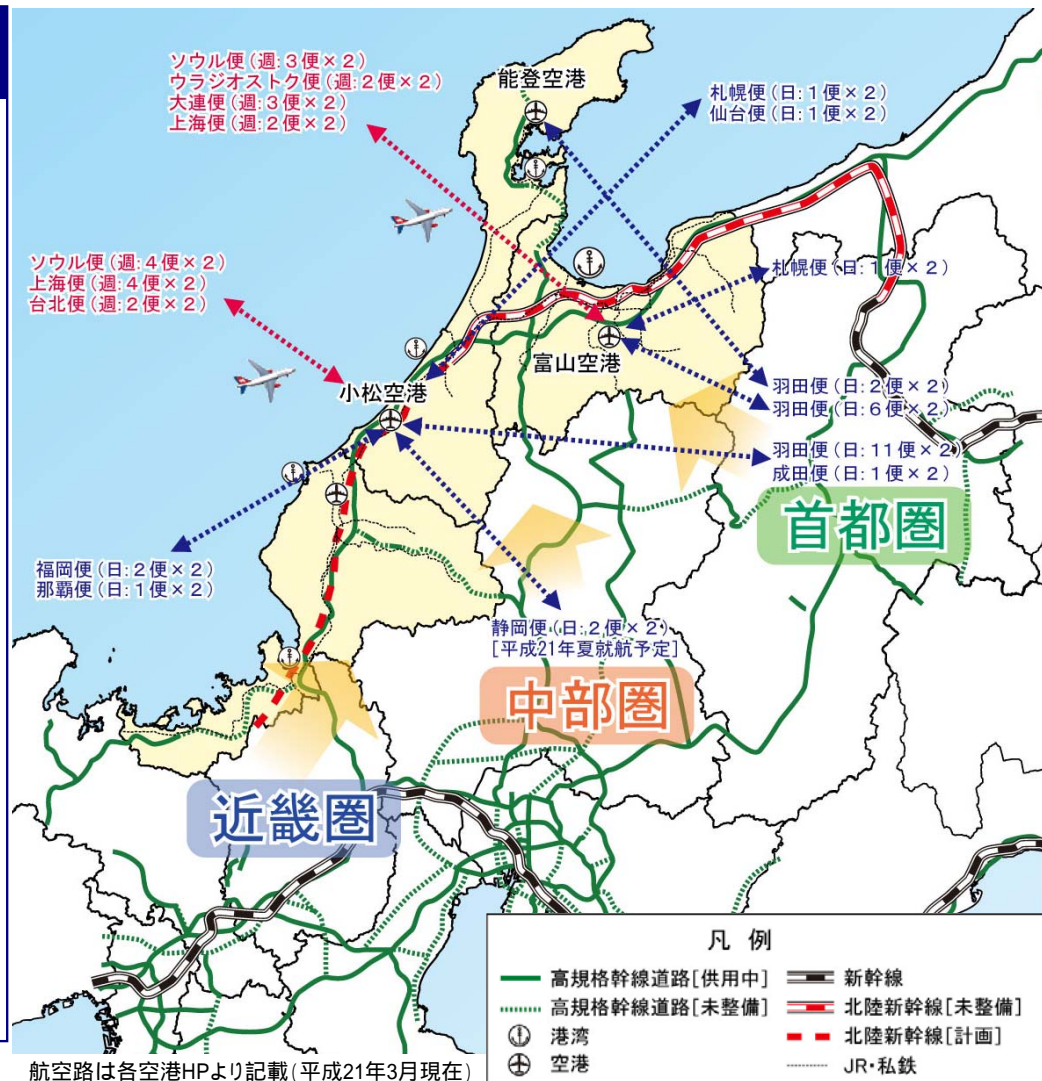 ソウル便(週:3便×2)
ウラジオストク便(週:2便×2)
大連便(週:3便×2)
上海便(週:2便×2)
能登空港
札幌便(日:1便×2)
仙台便(日:1便×2)
ソウル便(週:4便×2)
上海便(週:4便×2)
台北便(週:2便×2)
札幌便(日:1便×2)
富山空港
小松空港
羽田便(日:2便×2)
羽田便(日:6便×2)
羽田便(日:11便×2)
成田便(日:1便×2)
首都圏
福岡便(日:2便×2)
那覇便(日:1便×2)
静岡便(日:2便×2)
[平成21年夏就航予定]
中部圏
近畿圏
凡 例
高規格幹線道路[供用中]
高規格幹線道路[未整備]
港湾
空港
新幹線
北陸新幹線[未整備]
北陸新幹線[計画]
JR・私鉄
航空路は各空港HPより記載(平成21年3月現在)